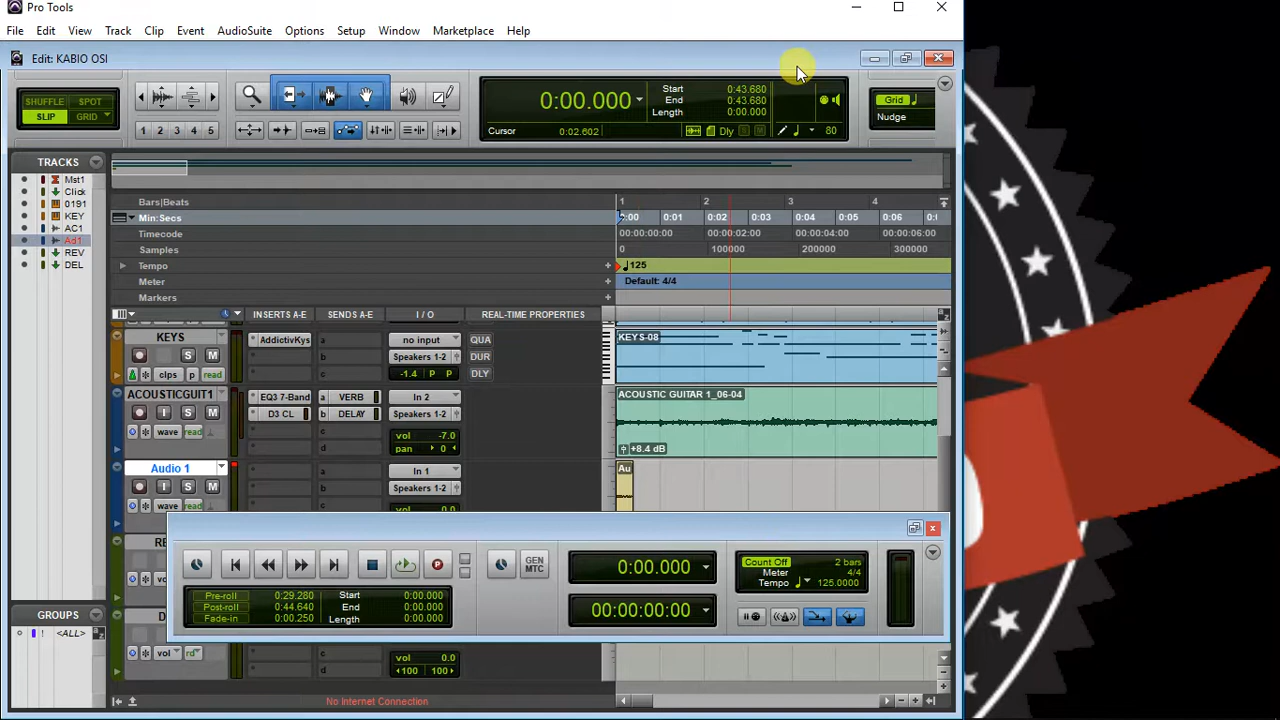 Pro Tools
File Edit View Track Clip Event AudioSuite Options Setup Window Marketplace Help
Edit: KABIO OSI
SHUFFLE SPOT
SLIP GRID
1 2 3 4 5
0:00.000
Start 0:43.680
End 0:43.680
Length 0:00.000
Cursor 0:02.602
Dly
80
Grid
Nudge
TRACKS
Mst1
Click
0191
KEY
AC1
Ad1
REV
DEL
Bars|Beats 1 2 3 4
Min:Secs 0:00 0:01 0:02 0:03 0:04 0:05 0:06
Timecode 00:00:00:00 00:00:02:00 00:00:04:00 00:00:06:00
Samples 0 100000 200000 300000
Tempo 125
Meter Default: 4/4
Markers
INSERTS A-E SENDS A-E I / O REAL-TIME PROPERTIES
KEYS
S M
clps p read
AddictivKys
a
b
c
d
no input
Speakers 1-2
-1.4 P P
QUA
DUR
DLY
KEYS-08
ACOUSTICGUIT1
I S M
wave read
EQ3 7-Band
D3 CL
a VERB
b DELAY
c
d
In 2
Speakers 1-2
vol -7.0
pan 0
ACOUSTIC GUITAR 1_06-04
+8.4 dB
Audio 1
I S M
wave read
a
b
c
In 1
Speakers 1-2
Au
RE
D
vol rd
c
d
vol 0.0
100 100
GROUPS
! <ALL>
GEN
MTC
Pre-roll 0:29.280
Post-roll 0:44.640
Fade-in 0:00.250
Start 0:00.000
End 0:00.000
Length 0:00.000
0:00.000
00:00:00:00
Count Off 2 bars
Meter 4/4
Tempo 125.0000
No Internet Connection